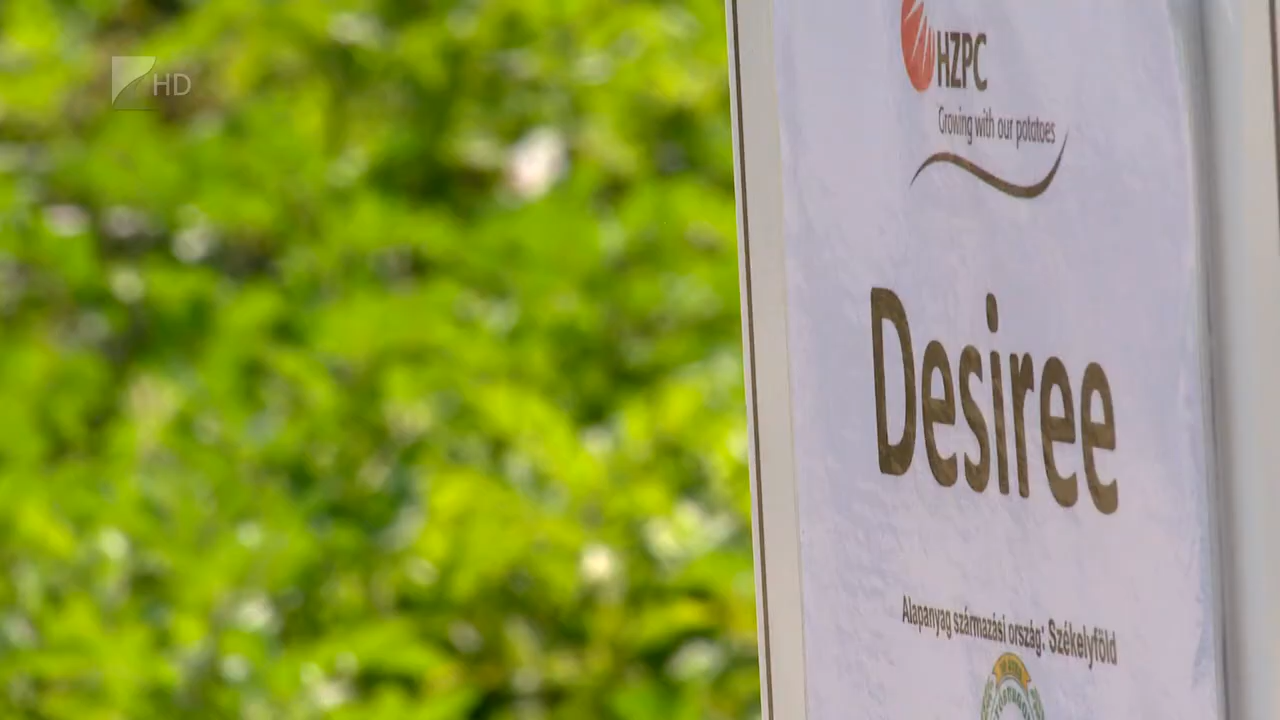 HD
HZPC
Growing with our potatoes
Desiree
Alapanyag származási ország: Székelyföld